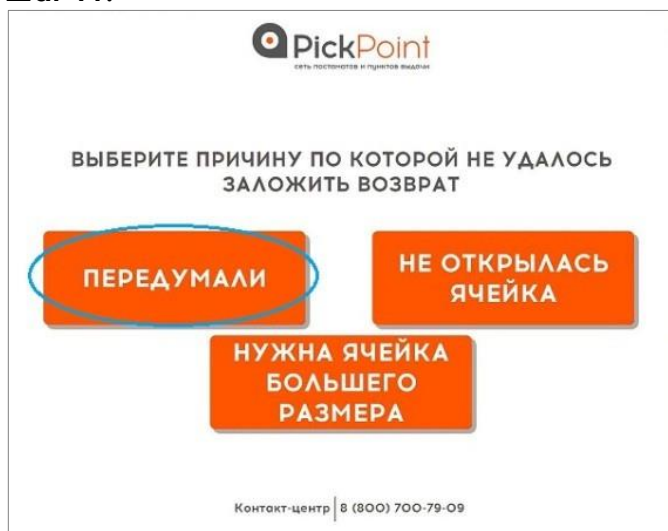 PickPoint
сеть постаматов и пунктов выдачи
ВЫБЕРИТЕ ПРИЧИНУ ПО КОТОРОЙ НЕ УДАЛОСЬ
ЗАЛОЖИТЬ ВОЗВРАТ
ПЕРЕДУМАЛИ
НЕ ОТКРЫЛАСЬ
ЯЧЕЙКА
НУЖНА ЯЧЕЙКА
БОЛЬШЕГО
РАЗМЕРА
Контакт-центр 8 (800) 700-79-09